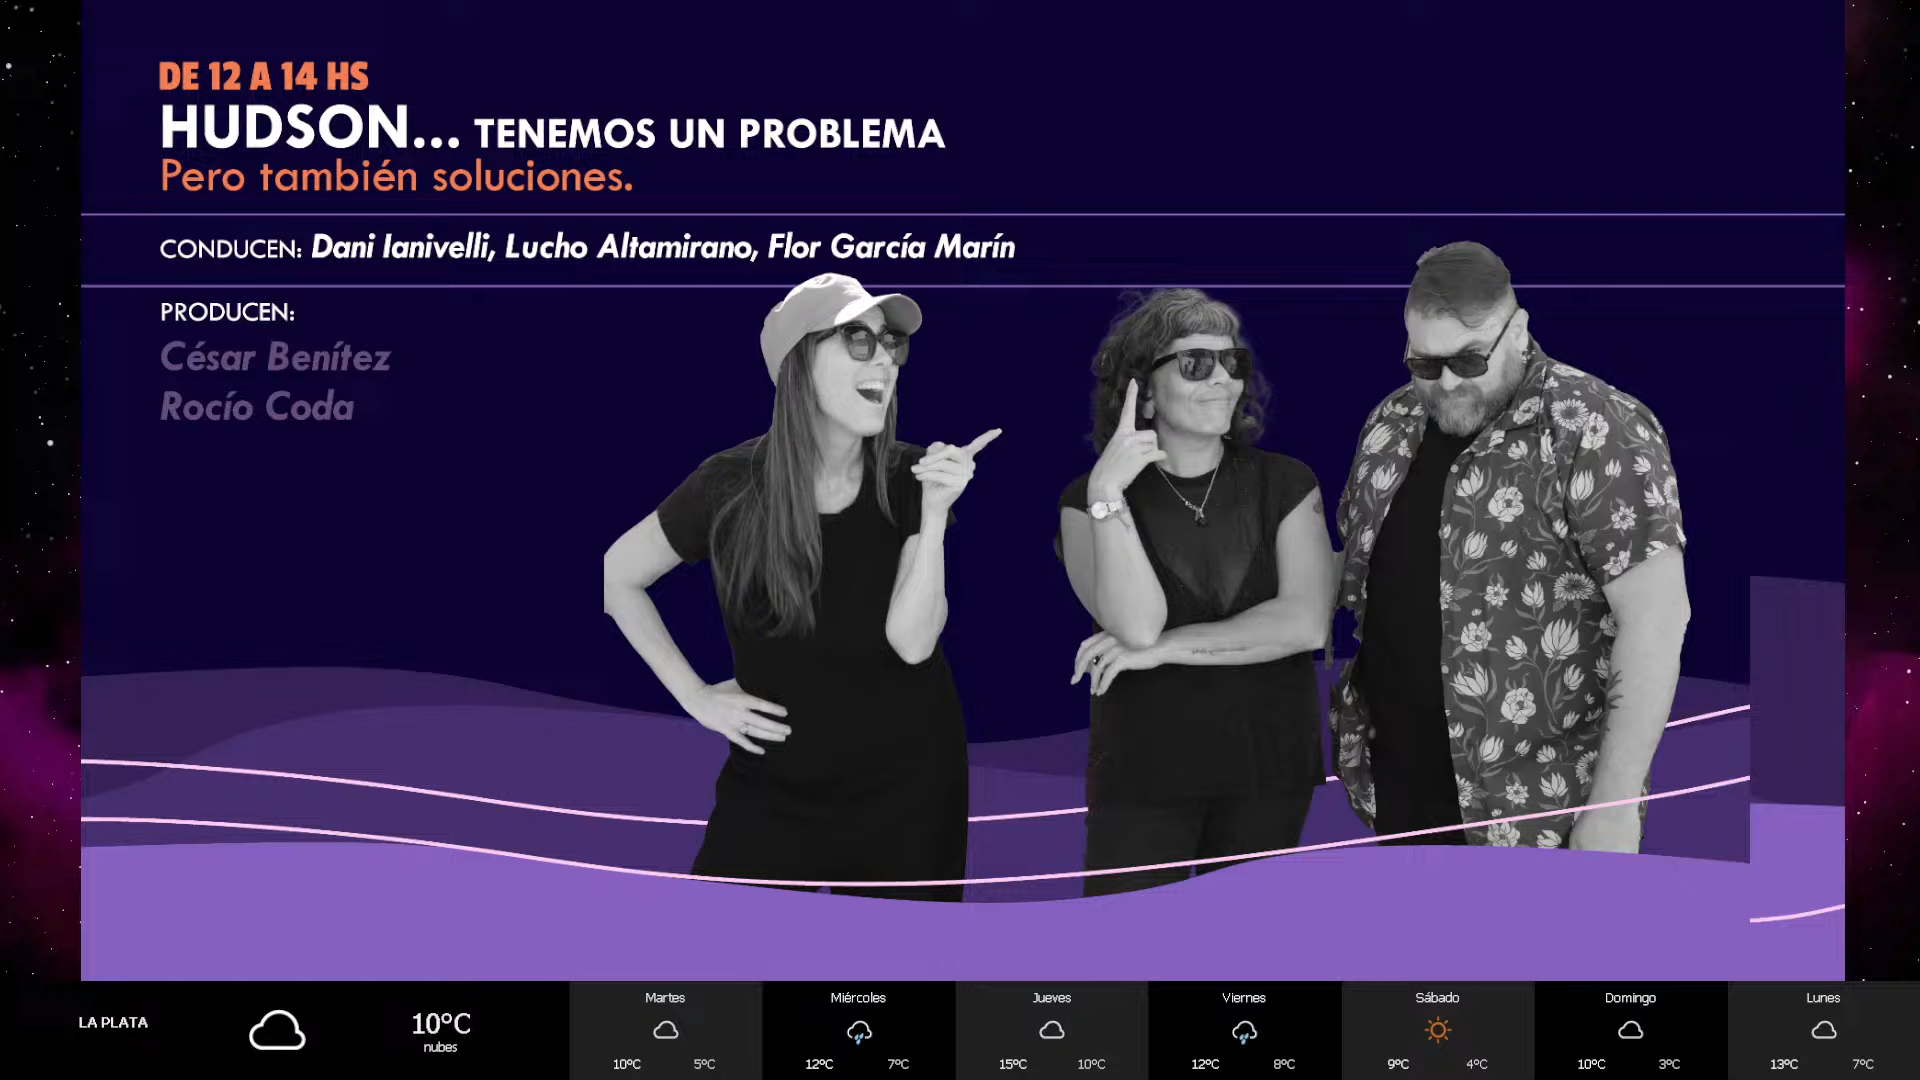 DE 12 A 14 HS
HUDSON... TENEMOS UN PROBLEMA
Pero también soluciones.
CONDUCEN: Dani Ianivelli, Lucho Altamirano, Flor García Marín
PRODUCEN:
César Benítez
Rocío Coda
LA PLATA
10°C
nubes
Martes
10°C 5°C
Miércoles
12°C 7°C
Jueves
15°C 10°C
Viernes
12°C 8°C
Sábado
9°C 4°C
Domingo
10°C 3°C
Lunes
13°C 7°C